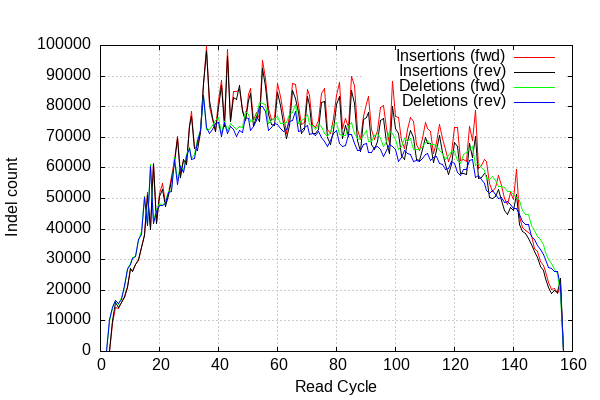 100000
90000
80000
70000
60000
50000
40000
30000
20000
10000
0
Indel count
0 20 40 60 80 100 120 140 160
Read Cycle
Insertions (fwd)
Insertions (rev)
Deletions (fwd)
Deletions (rev)